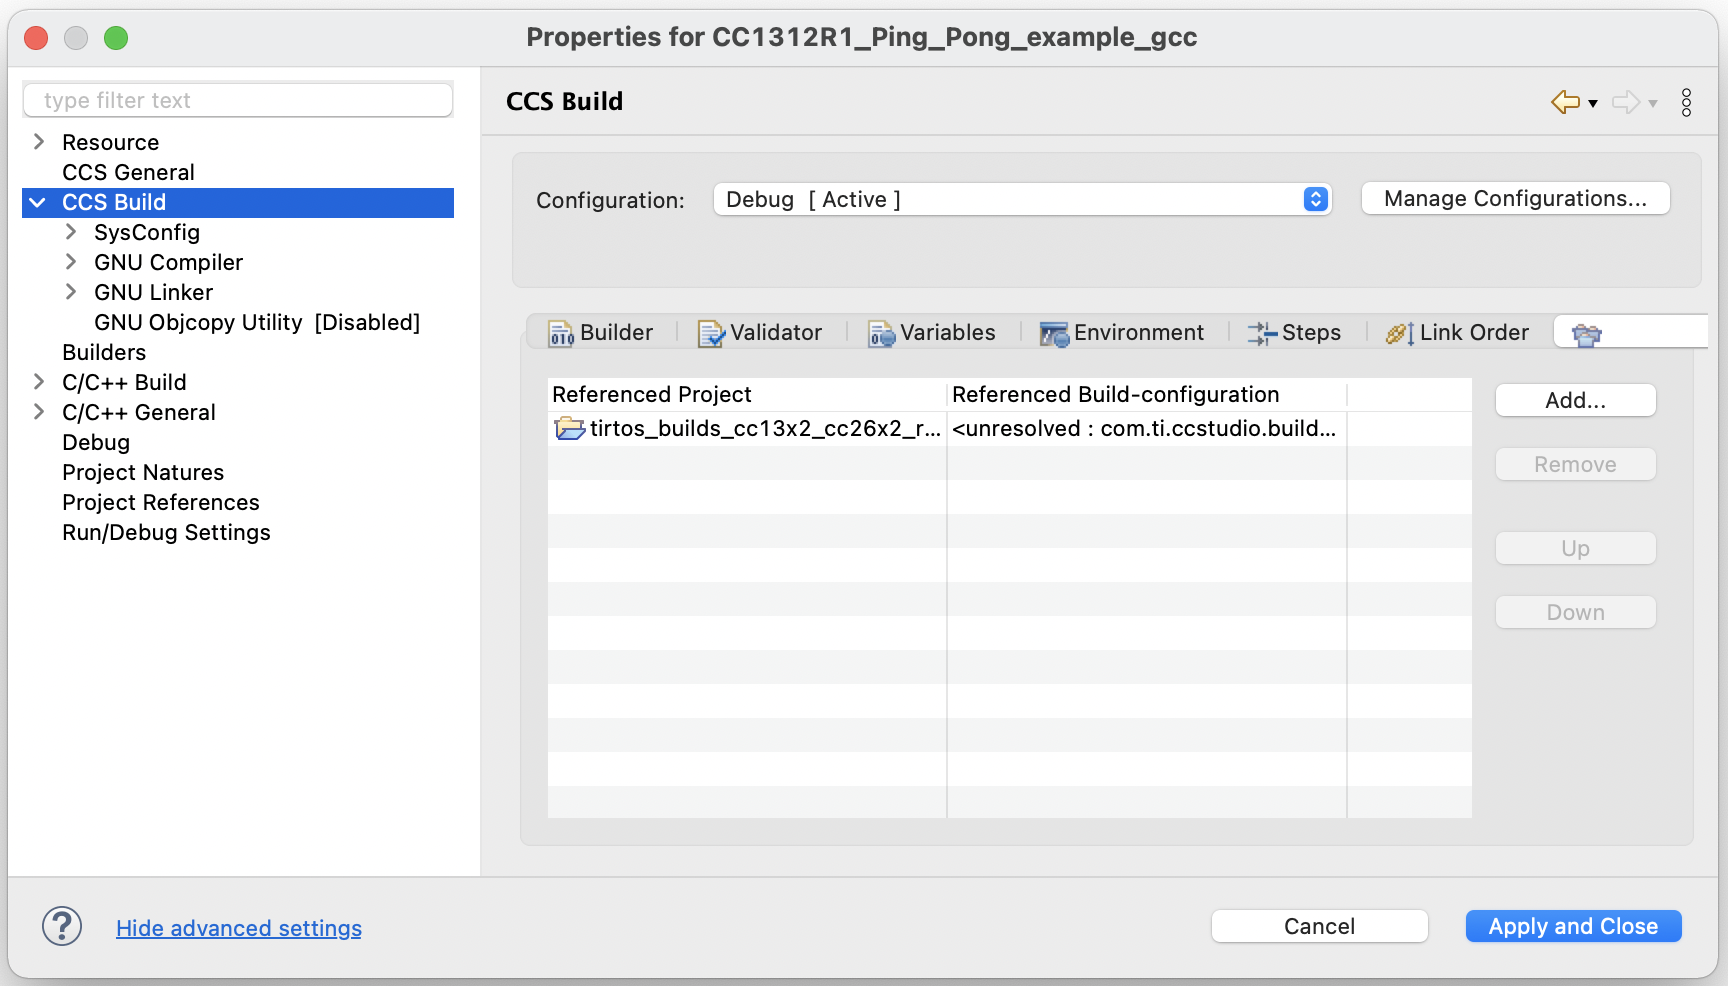 Properties for CC1312R1_Ping_Pong_example_gcc
type filter text
Resource
CCS General
CCS Build
SysConfig
GNU Compiler
GNU Linker
GNU Objcopy Utility [Disabled]
Builders
C/C++ Build
C/C++ General
Debug
Project Natures
Project References
Run/Debug Settings
CCS Build
Configuration: Debug [ Active ] Manage Configurations...
Builder Validator Variables Environment Steps Link Order
Referenced Project Referenced Build-configuration
tirtos_builds_cc13x2_cc26x2_r... <unresolved : com.ti.ccstudio.build...
Add...
Remove
Up
Down
? Hide advanced settings Cancel Apply and Close